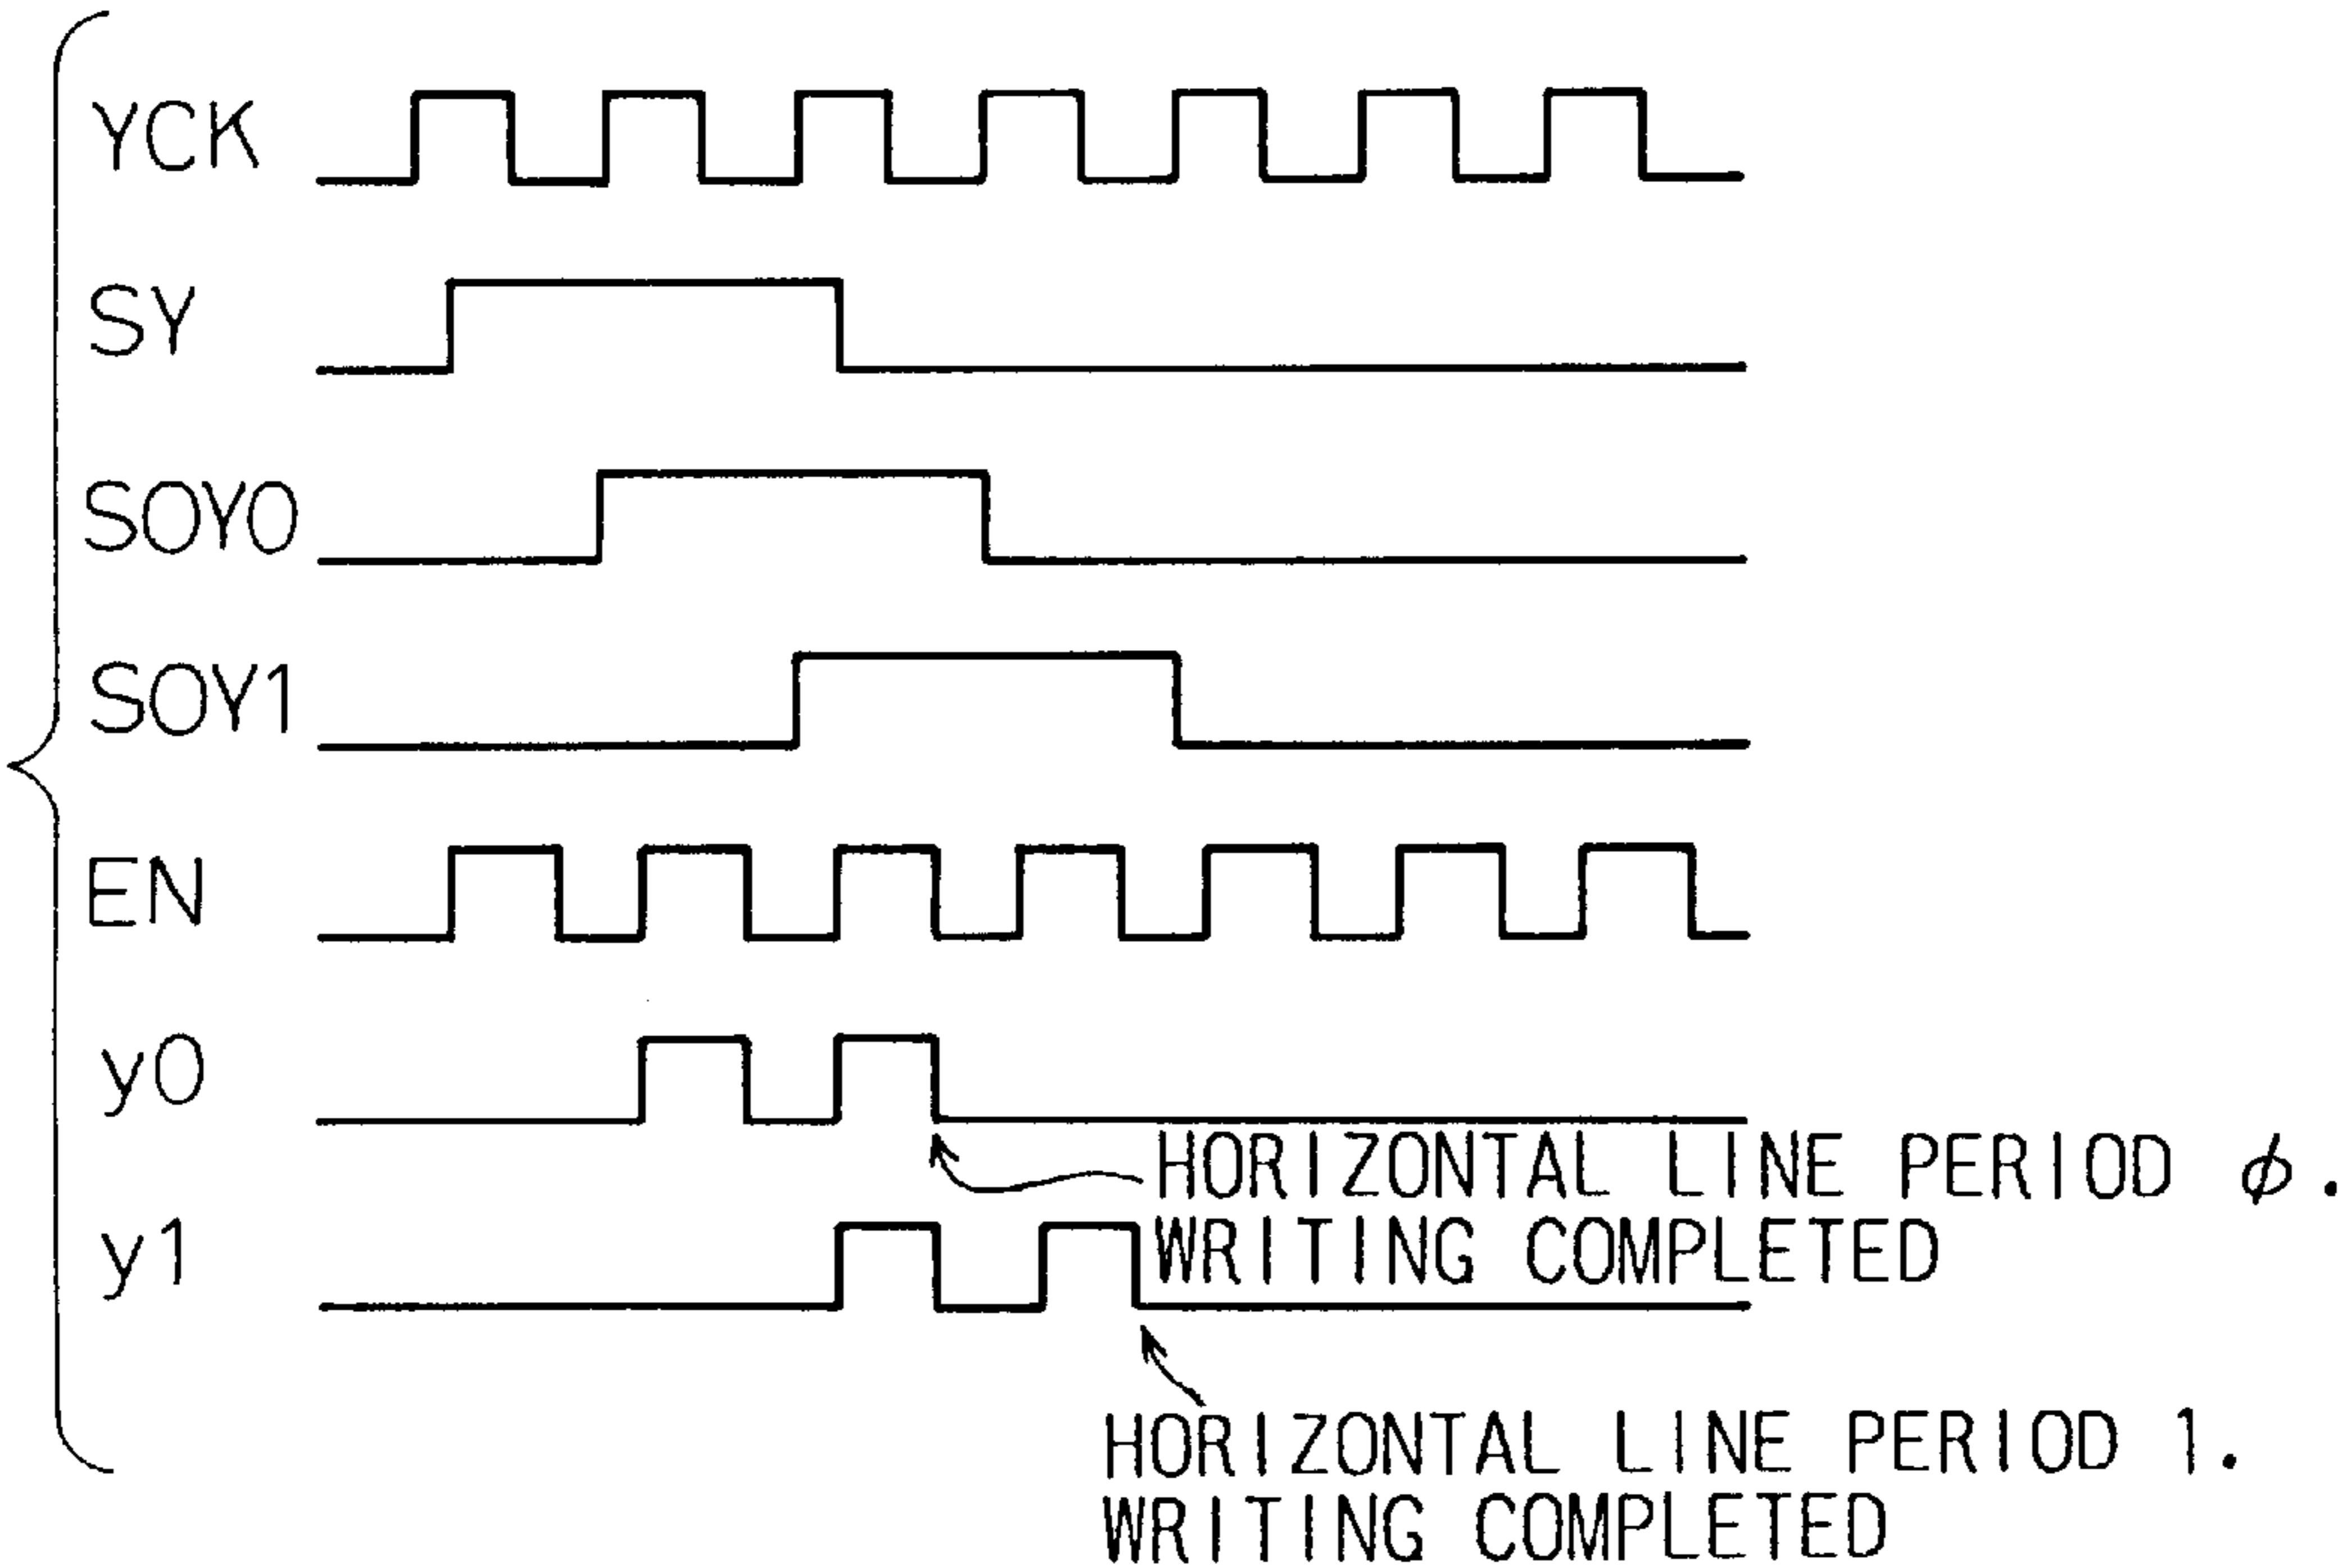 YCK
SY
SOY0
SOY1
EN
y0
HORIZONTAL LINE PERIOD ϕ.
WRITING COMPLETED
y1
HORIZONTAL LINE PERIOD 1.
WRITING COMPLETED